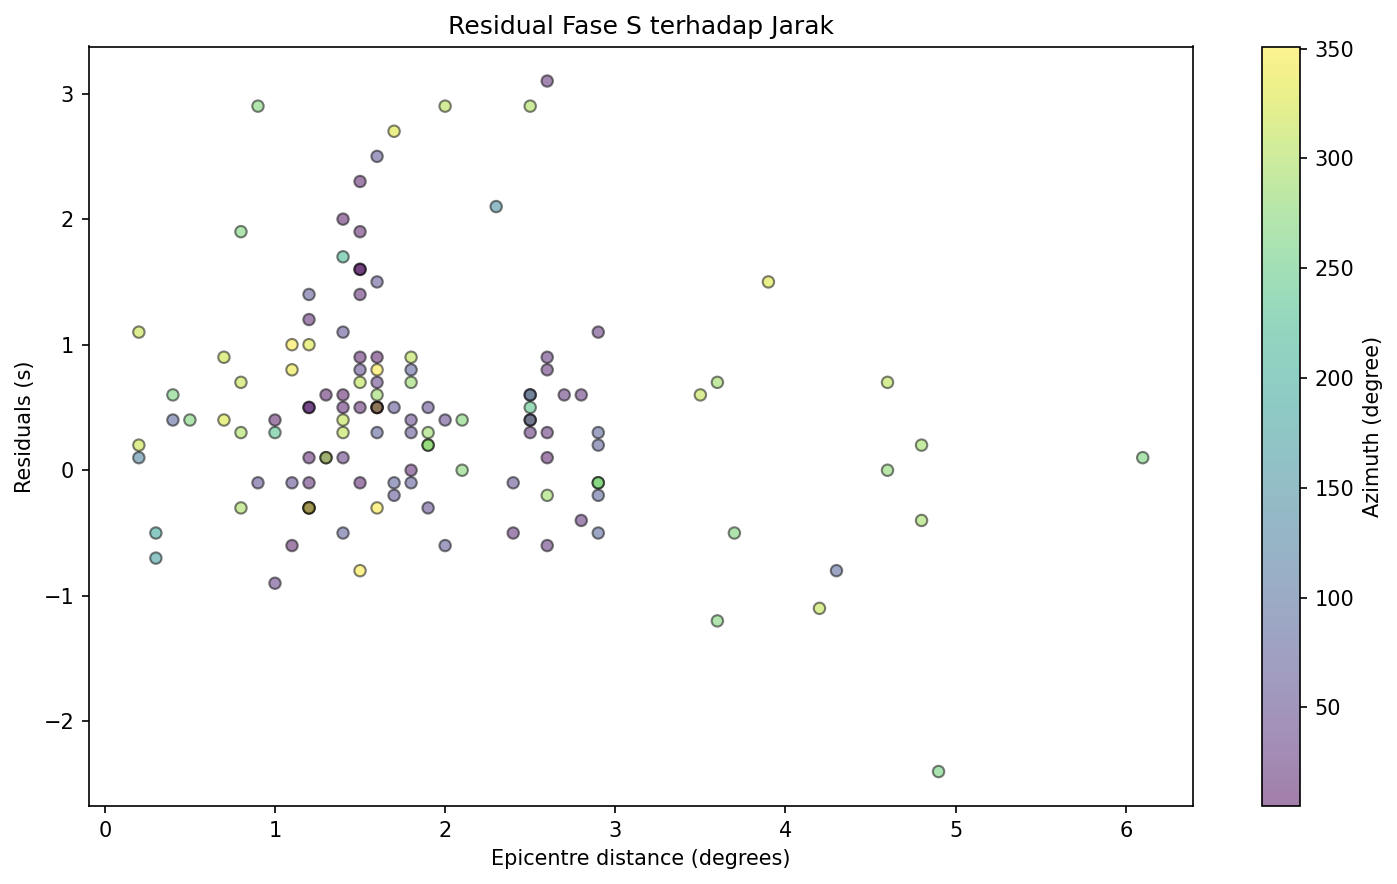 Residual Fase S terhadap Jarak
Residuals (s)
3
2
1
0
−1
−2
0 1 2 3 4 5 6
Epicentre distance (degrees)
350
300
250
200
150
100
50
Azimuth (degree)